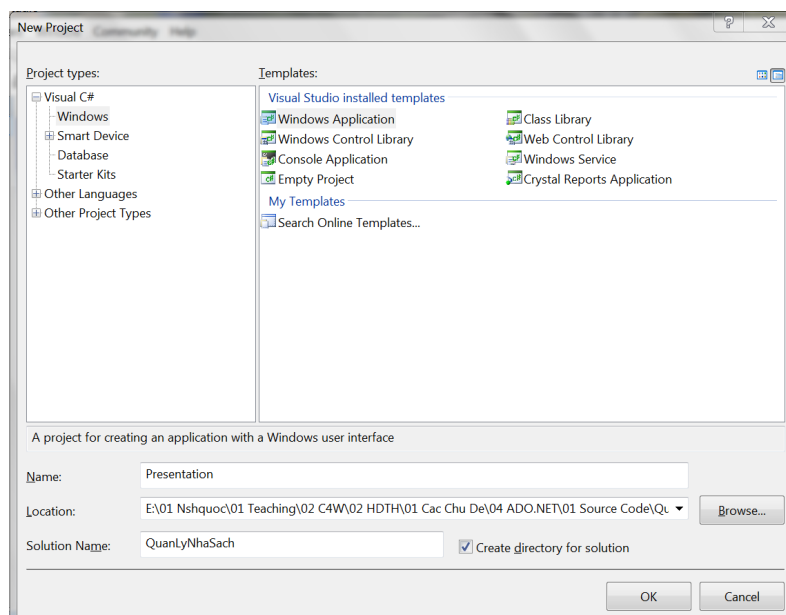 New Project
Community Help
Project types:
Templates:
Visual C#
Windows
Smart Device
Database
Starter Kits
Other Languages
Other Project Types
Visual Studio installed templates
Windows Application
Class Library
Windows Control Library
Web Control Library
Console Application
Windows Service
Empty Project
Crystal Reports Application
My Templates
Search Online Templates...
A project for creating an application with a Windows user interface
Name:
Presentation
Location:
E:\01 Nshquoc\01 Teaching\02 C4W\02 HDTH\01 Cac Chu De\04 ADO.NET\01 Source Code\Qu
Browse...
Solution Name:
QuanLyNhaSach
Create directory for solution
OK
Cancel